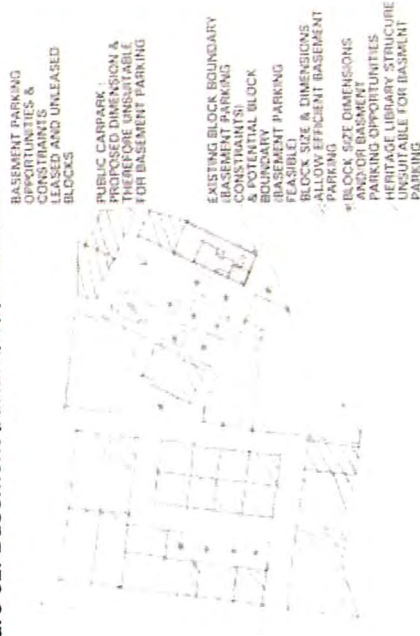 BASEMENT PARKING
OPPORTUNITIES &
CONSTRAINTS
LEASED AND UNLEASED
BLOCKS
PUBLIC CARPARK :
PROPOSED DIMENSION &
THEREFORE UNSUITABLE
FOR BASEMENT PARKING
EXISTING BLOCK BOUNDARY
(BASEMENT PARKING
CONSTRAINTS)
& POTENTIAL BLOCK
BOUNDARY
(BASEMENT PARKING
FEASIBLE)
BLOCK SIZE & DIMENSIONS
ALLOW EFFICIENT BASEMENT
PARKING
BLOCK SIZE DIMENSIONS
AND/OR BASMENT
PARKING OPPORTUNITIES
HERITAGE LIBRARY STRUCTURE
UNSUITABLE FOR BASMENT
PARKING